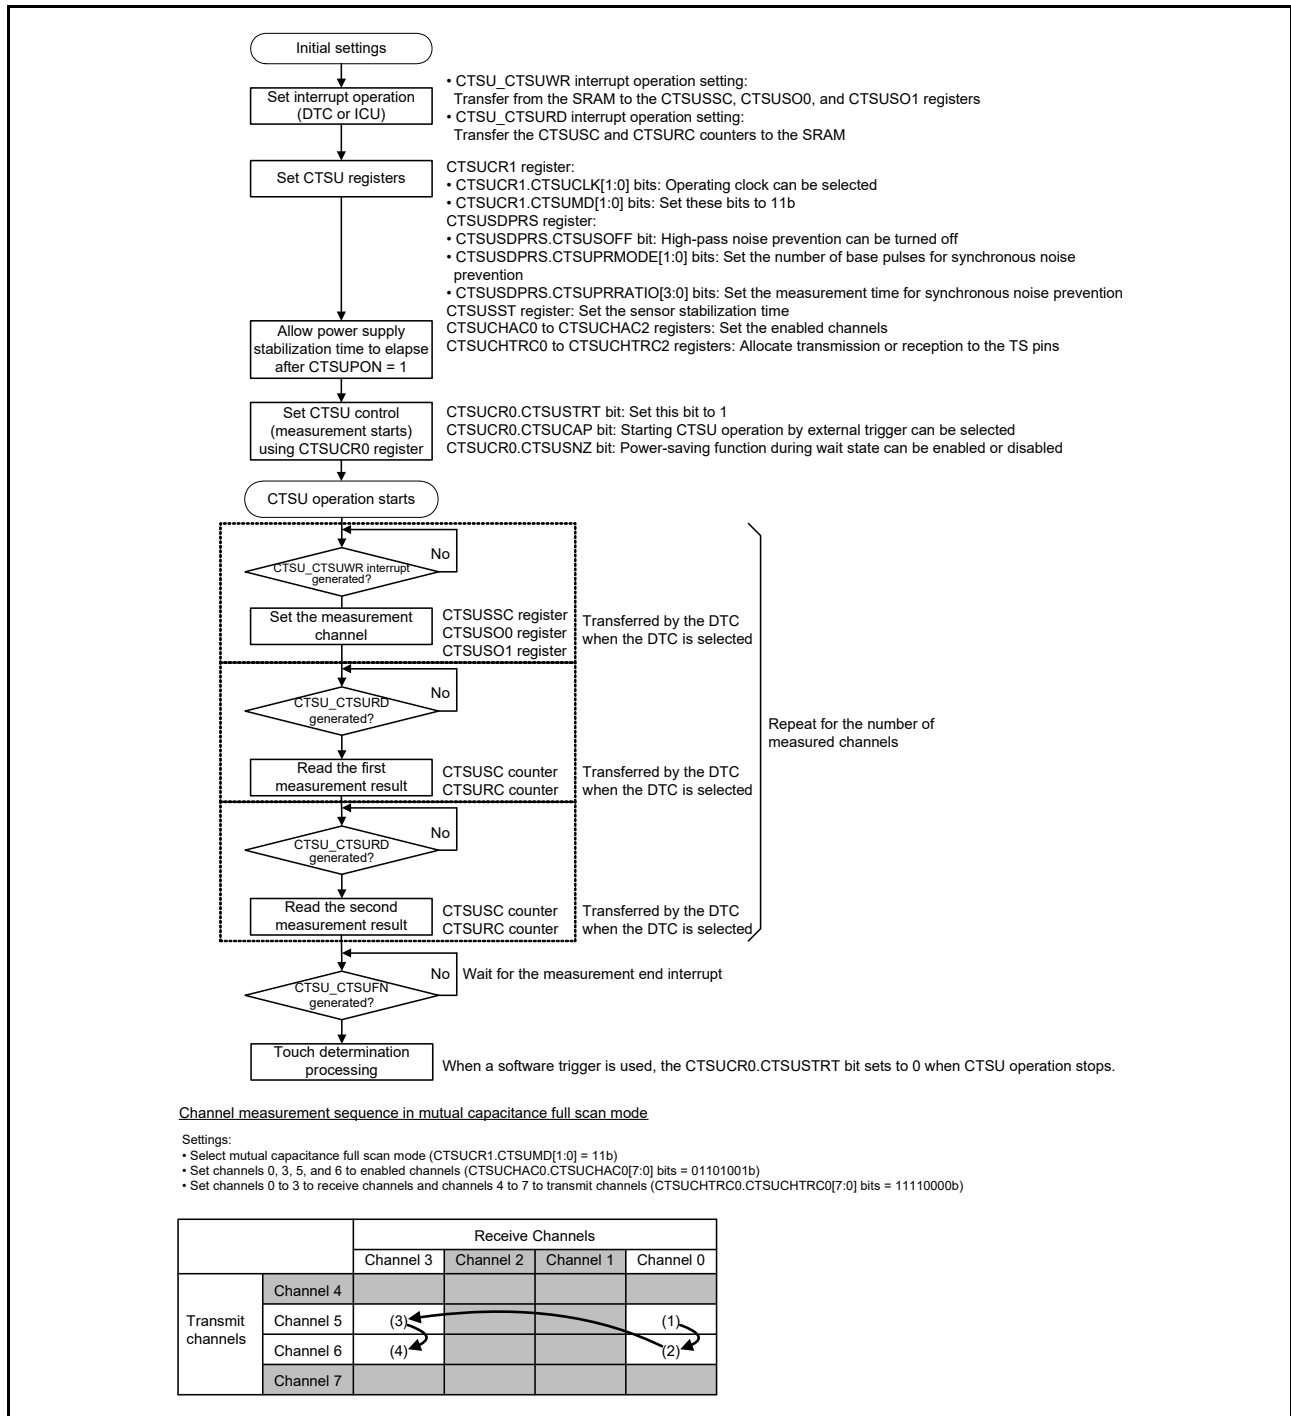 Initial settings
Set interrupt operation
(DTC or ICU)
• CTSU_CTSUWR interrupt operation setting:
Transfer from the SRAM to the CTSUSSC, CTSUSO0, and CTSUSO1 registers
• CTSU_CTSURD interrupt operation setting:
Transfer the CTSUSC and CTSURC counters to the SRAM
Set CTSU registers
CTSUCR1 register:
• CTSUCR1.CTSUCLK[1:0] bits: Operating clock can be selected
• CTSUCR1.CTSUMD[1:0] bits: Set these bits to 11b
CTSUSDPRS register:
• CTSUSDPRS.CTSUSOFF bit: High-pass noise prevention can be turned off
• CTSUSDPRS.CTSUPRMODE[1:0] bits: Set the number of base pulses for synchronous noise
prevention
• CTSUSDPRS.CTSUPRRATIO[3:0] bits: Set the measurement time for synchronous noise prevention
CTSUSST register: Set the sensor stabilization time
CTSUCHAC0 to CTSUCHAC2 registers: Set the enabled channels
CTSUCHTRC0 to CTSUCHTRC2 registers: Allocate transmission or reception to the TS pins
Allow power supply
stabilization time to elapse
after CTSUPON = 1
Set CTSU control
(measurement starts)
using CTSUCR0 register
CTSUCR0.CTSUSTRT bit: Set this bit to 1
CTSUCR0.CTSUCAP bit: Starting CTSU operation by external trigger can be selected
CTSUCR0.CTSUSNZ bit: Power-saving function during wait state can be enabled or disabled
CTSU operation starts
No
CTSU_CTSUWR interrupt
generated?
Set the measurement
channel
CTSUSSC register
CTSUSO0 register
CTSUSO1 register
Transferred by the DTC
when the DTC is selected
No
CTSU_CTSURD
generated?
Repeat for the number of
measured channels
Read the first
measurement result
CTSUSC counter
CTSURC counter
Transferred by the DTC
when the DTC is selected
No
CTSU_CTSURD
generated?
Read the second
measurement result
CTSUSC counter
CTSURC counter
Transferred by the DTC
when the DTC is selected
No
Wait for the measurement end interrupt
CTSU_CTSUFN
generated?
Touch determination
processing
When a software trigger is used, the CTSUCR0.CTSUSTRT bit sets to 0 when CTSU operation stops.
Channel measurement sequence in mutual capacitance full scan mode
Settings:
• Select mutual capacitance full scan mode (CTSUCR1.CTSUMD[1:0] = 11b)
• Set channels 0, 3, 5, and 6 to enabled channels (CTSUCHAC0.CTSUCHAC0[7:0] bits = 01101001b)
• Set channels 0 to 3 to receive channels and channels 4 to 7 to transmit channels (CTSUCHTRC0.CTSUCHTRC0[7:0] bits = 11110000b)
Receive Channels
Channel 3 Channel 2 Channel 1 Channel 0
Transmit
channels
Channel 4
Channel 5 (3) (1)
Channel 6 (4) (2)
Channel 7